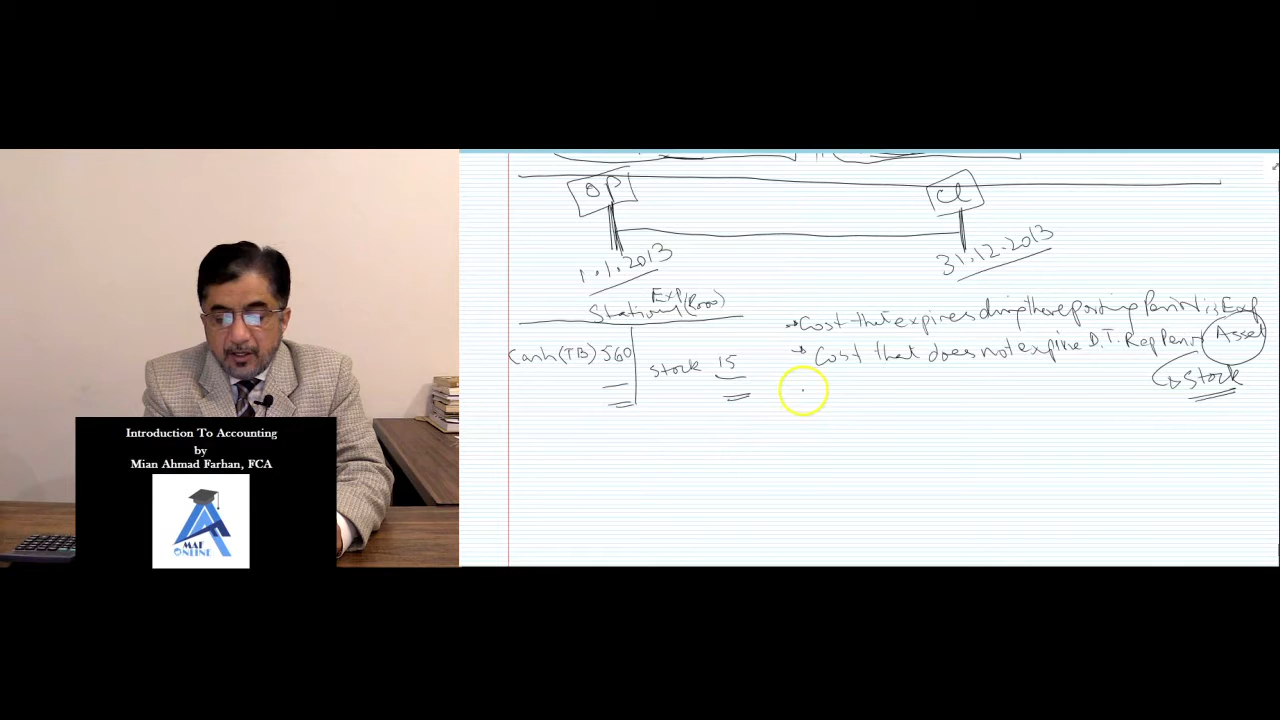 OP
Cl
1.1.2013
31.12.2013
Exp
Stationy (Rs000)
Cash (TB) 560
Stock 15
Cost that expires during the reporting Period is Exp
Cost that does not expire D.T. Rep Period Asset
Stock
Introduction To Accounting
by
Mian Ahmad Farhan, FCA
MAF
ONLINE